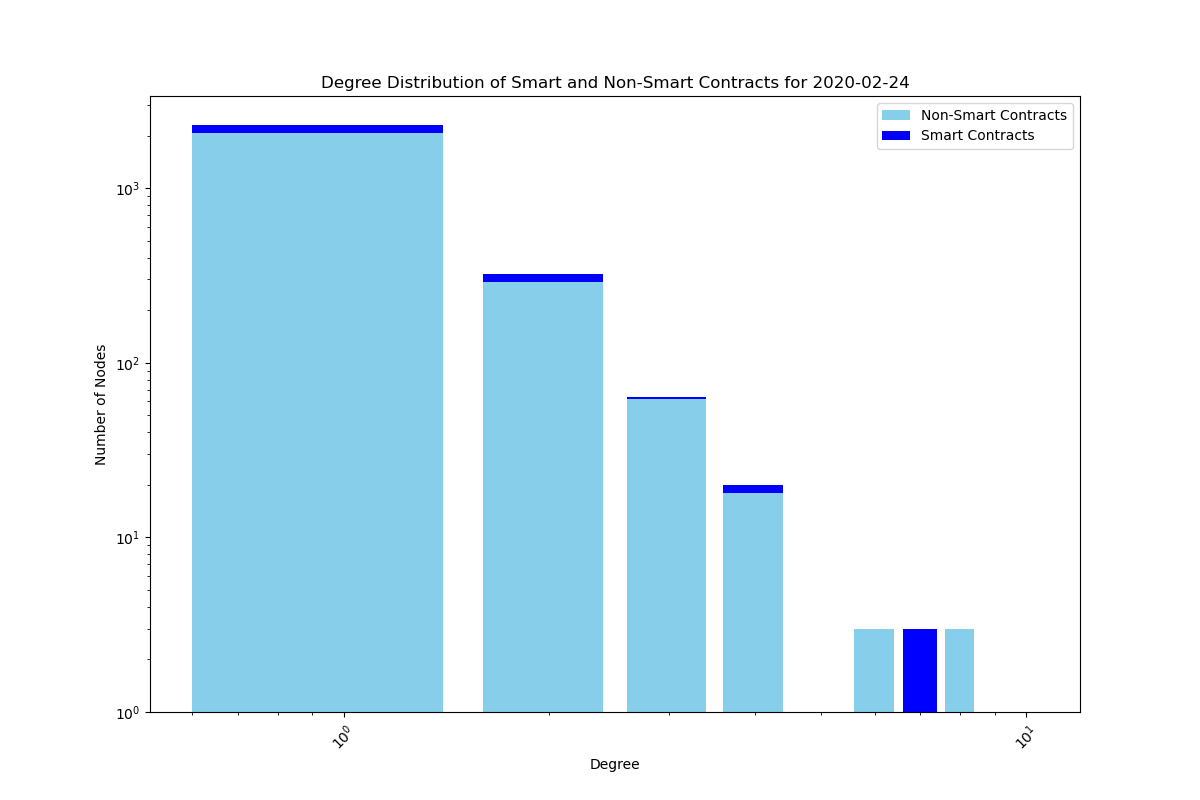 Degree Distribution of Smart and Non-Smart Contracts for 2020-02-24
Non-Smart Contracts
Smart Contracts
Number of Nodes
10³
10²
10¹
10⁰
10⁰
10¹
Degree